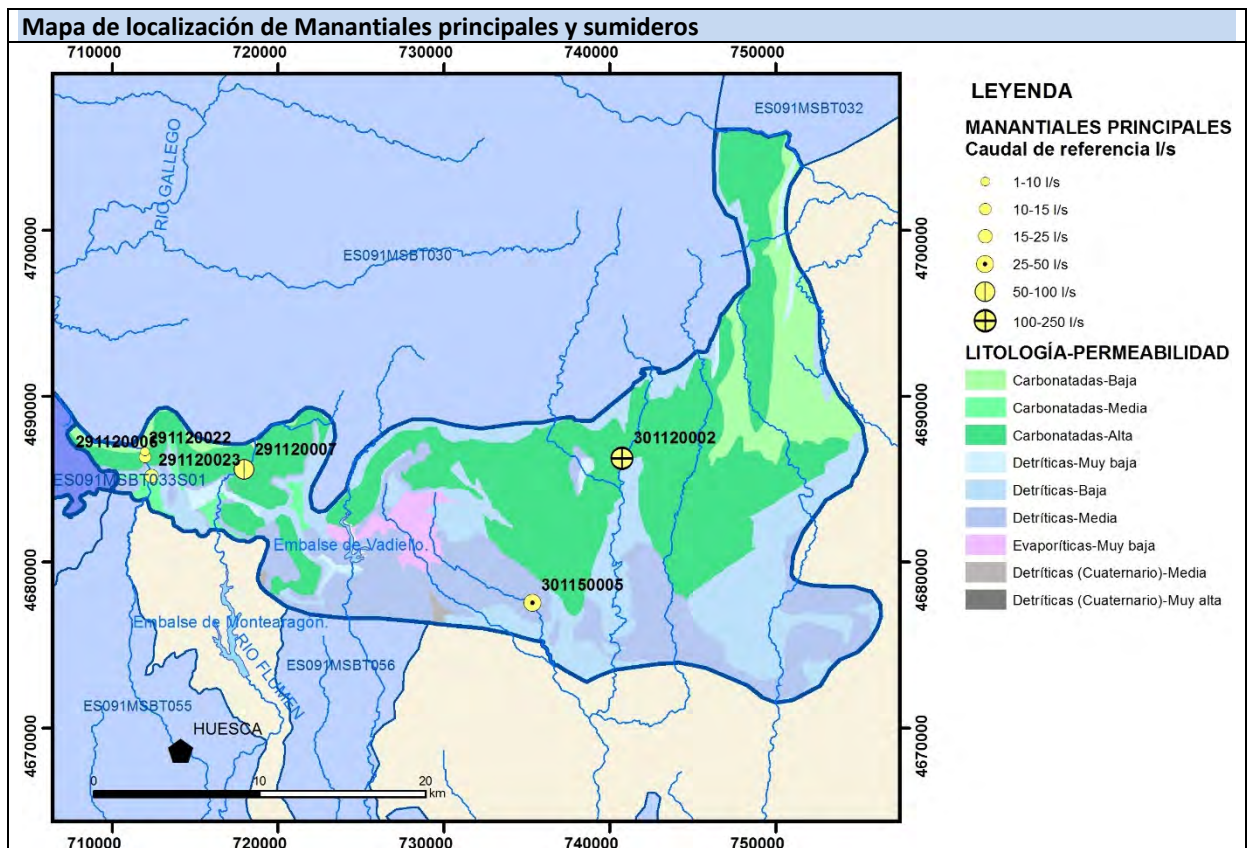 Mapa de localización de Manantiales principales y sumideros
710000 720000 730000 740000 750000
4700000
4690000
4680000
4670000
ES091MSBT032
RIO GALLEGO
ES091MSBT030
291120006
291120022
291120023
291120007
301120002
ES091MSBT033S01
Embalse de Vadiello.
301150005
Embalse de Montearagón.
RIO FLUMEN
ES091MSBT056
ES091MSBT055
HUESCA
0 10 20
km
4700000
4690000
4680000
4670000
710000 720000 730000 740000 750000
LEYENDA
MANANTIALES PRINCIPALES
Caudal de referencia l/s
1-10 l/s
10-15 l/s
15-25 l/s
25-50 l/s
50-100 l/s
100-250 l/s
LITOLOGÍA-PERMEABILIDAD
Carbonatadas-Baja
Carbonatadas-Media
Carbonatadas-Alta
Detríticas-Muy baja
Detríticas-Baja
Detríticas-Media
Evaporíticas-Muy baja
Detríticas (Cuaternario)-Media
Detríticas (Cuaternario)-Muy alta